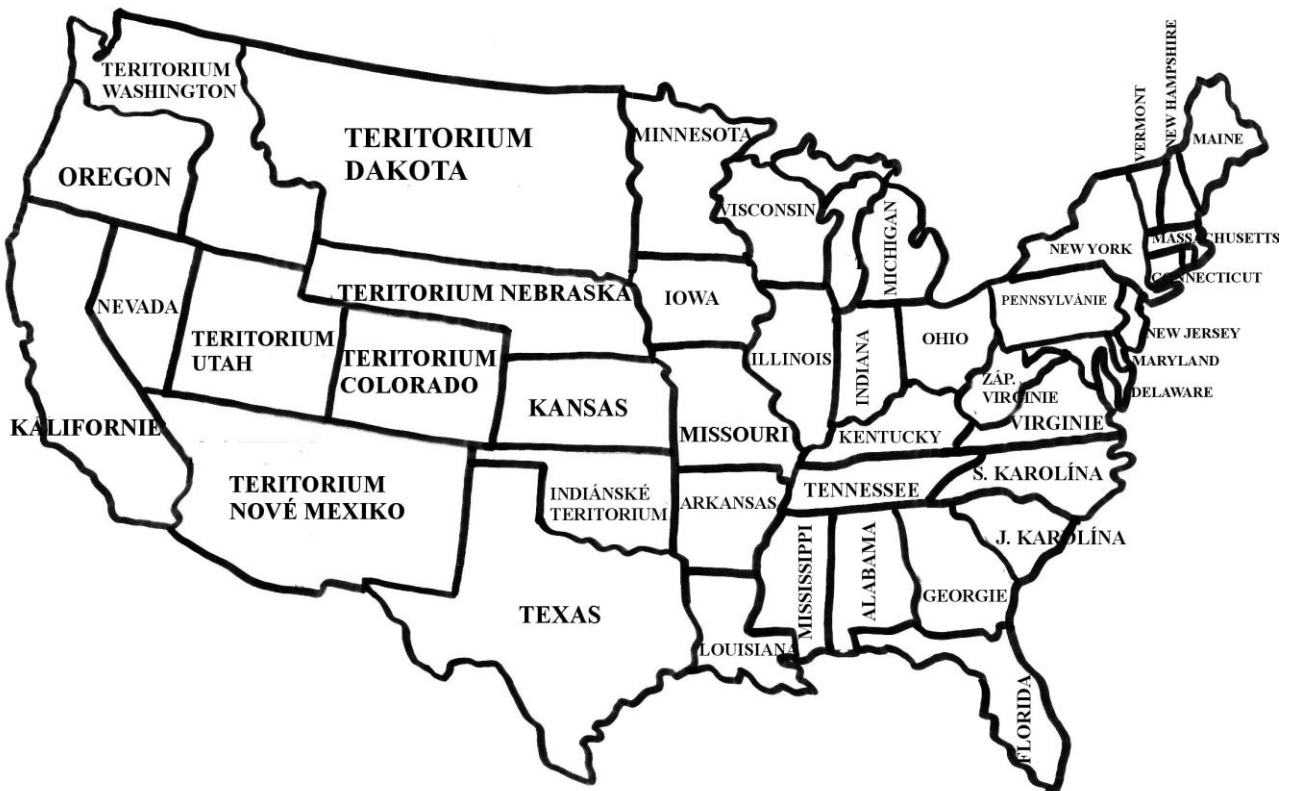 TERITORIUM
WASHINGTON
OREGON
TERITORIUM
DAKOTA
MINNESOTA
VISCONSIN
MICHIGAN
VERMONT
NEW HAMPSHIRE
MAINE
NEW YORK
MASSACHUSETTS
CONNECTICUT
PENNSYLVÁNIE
NEW JERSEY
MARYLAND
DELAWARE
NEVADA
TERITORIUM
UTAH
TERITORIUM NEBRASKA
TERITORIUM
COLORADO
IOWA
ILLINOIS
INDIANA
OHIO
ZÁP.
VIRGINIE
VIRGINIE
KALIFORNIE
KANSAS
MISSOURI
KENTUCKY
TERITORIUM
NOVÉ MEXIKO
INDIÁNSKÉ
TERITORIUM
ARKANSAS
TENNESSEE
S. KAROLÍNA
J. KAROLÍNA
TEXAS
LOUISIANA
MISSISSIPPI
ALABAMA
GEORGIE
FLORIDA